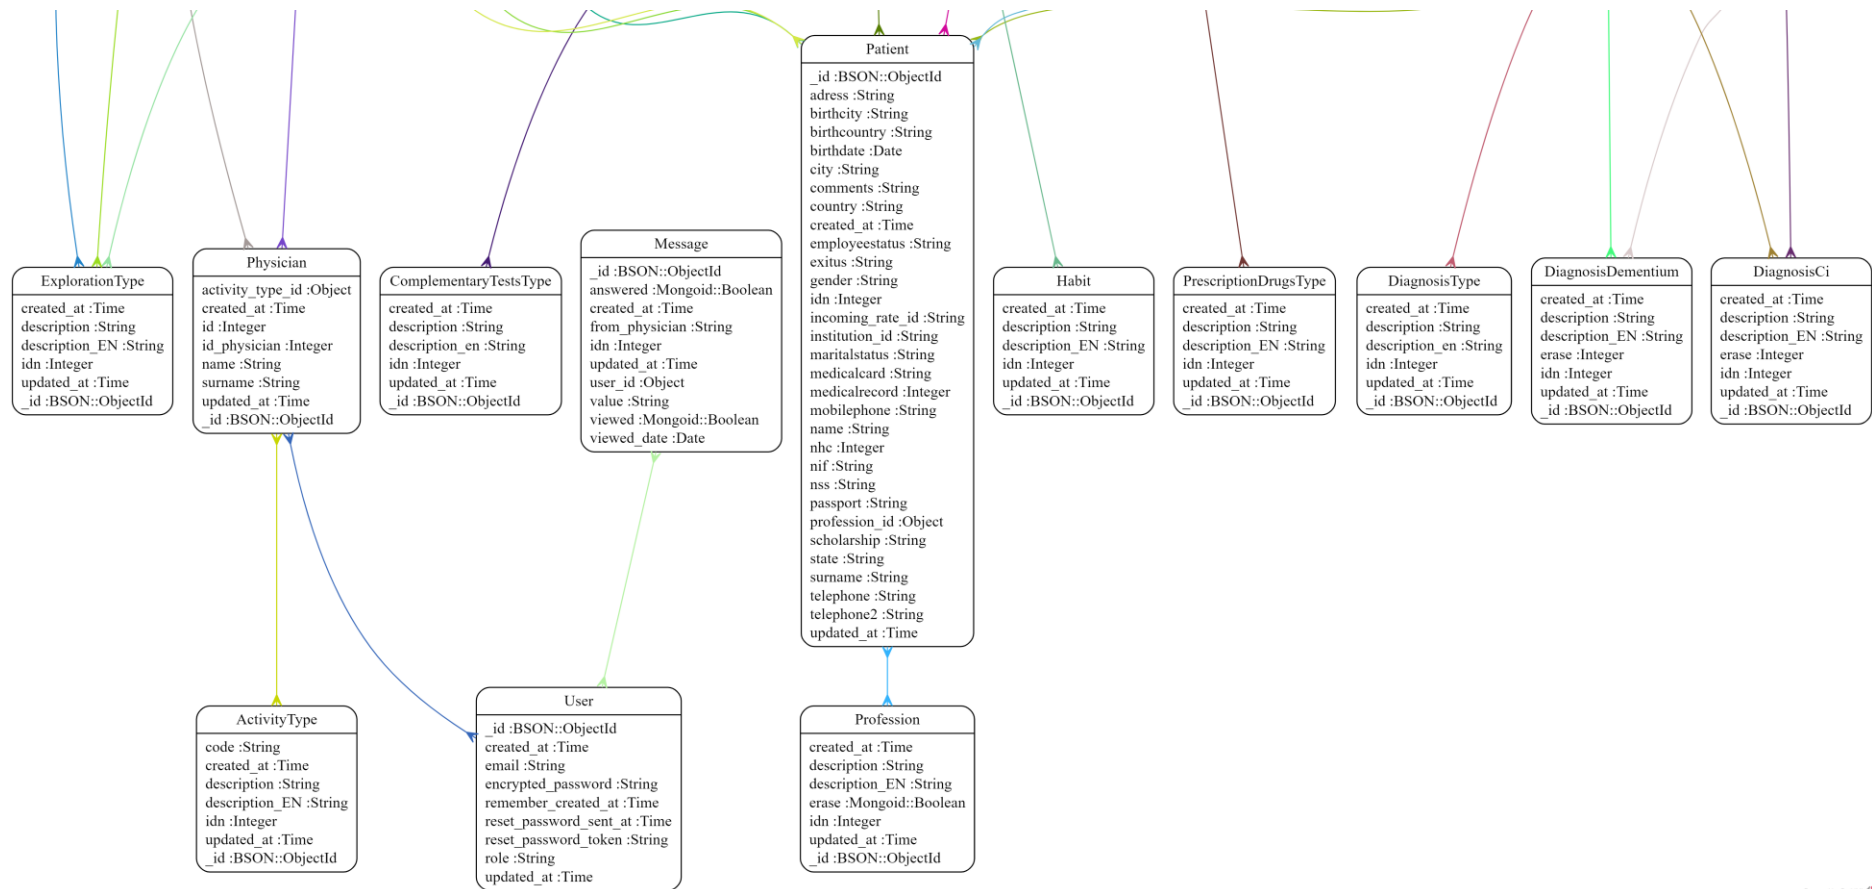 Patient
_id :BSON::ObjectId
adress :String
birthcity :String
birthcountry :String
birthdate :Date
city :String
comments :String
country :String
created_at :Time
employeestatus :String
exitus :String
gender :String
idn :Integer
incoming_rate_id :String
institution_id :String
maritalstatus :String
medicalcard :String
medicalrecord :Integer
mobilephone :String
name :String
nhc :Integer
nif :String
nss :String
passport :String
profession_id :Object
scholarship :String
state :String
surname :String
telephone :String
telephone2 :String
updated_at :Time
ExplorationType
created_at :Time
description :String
description_EN :String
idn :Integer
updated_at :Time
_id :BSON::ObjectId
Physician
activity_type_id :Object
created_at :Time
id :Integer
id_physician :Integer
name :String
surname :String
updated_at :Time
_id :BSON::ObjectId
ComplementaryTestsType
created_at :Time
description :String
description_en :String
idn :Integer
updated_at :Time
_id :BSON::ObjectId
Message
_id :BSON::ObjectId
answered :Mongoid::Boolean
created_at :Time
from_physician :String
idn :Integer
updated_at :Time
user_id :Object
value :String
viewed :Mongoid::Boolean
viewed_date :Date
Habit
created_at :Time
description :String
description_EN :String
idn :Integer
updated_at :Time
_id :BSON::ObjectId
PrescriptionDrugsType
created_at :Time
description :String
description_EN :String
idn :Integer
updated_at :Time
_id :BSON::ObjectId
DiagnosisType
created_at :Time
description :String
description_en :String
idn :Integer
updated_at :Time
_id :BSON::ObjectId
DiagnosisDementium
created_at :Time
description :String
description_EN :String
erase :Integer
idn :Integer
updated_at :Time
_id :BSON::ObjectId
DiagnosisCi
created_at :Time
description :String
description_EN :String
erase :Integer
idn :Integer
updated_at :Time
_id :BSON::ObjectId
ActivityType
code :String
created_at :Time
description :String
description_EN :String
idn :Integer
updated_at :Time
_id :BSON::ObjectId
User
_id :BSON::ObjectId
created_at :Time
email :String
encrypted_password :String
remember_created_at :Time
reset_password_sent_at :Time
reset_password_token :String
role :String
updated_at :Time
Profession
created_at :Time
description :String
description_EN :String
erase :Mongoid::Boolean
idn :Integer
updated_at :Time
_id :BSON::ObjectId